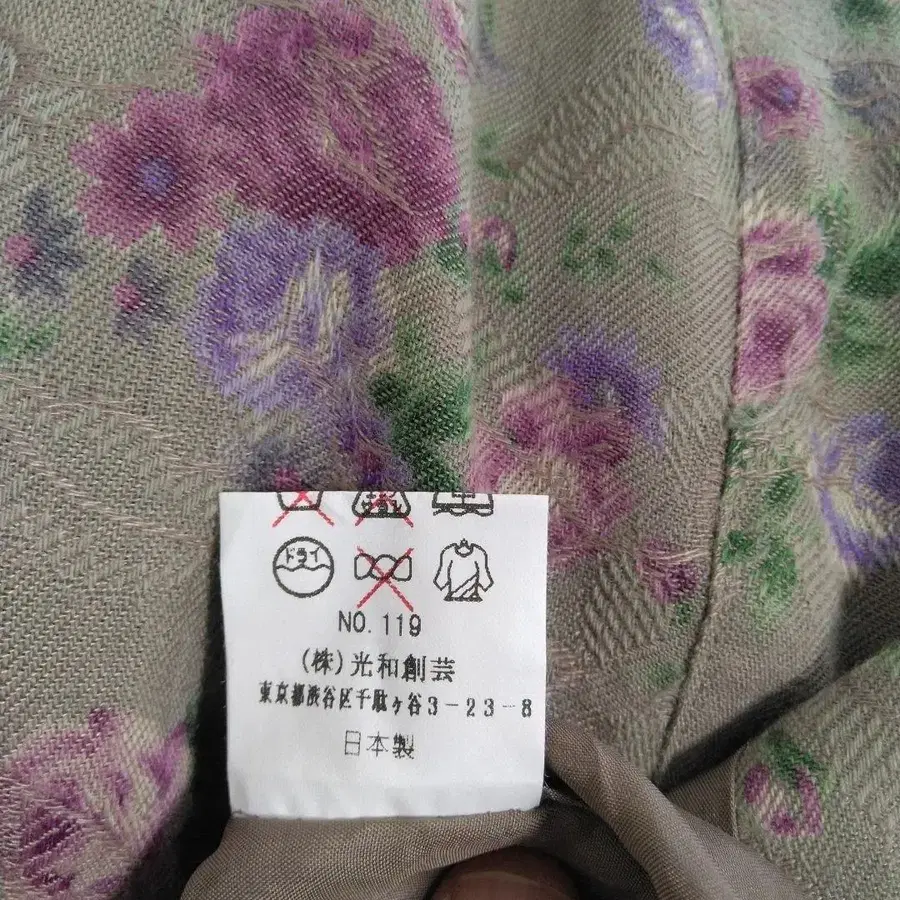 ドライ
NO. 119
(株)光和創芸
東京都渋谷区千駄ヶ谷3-23-8
日本製